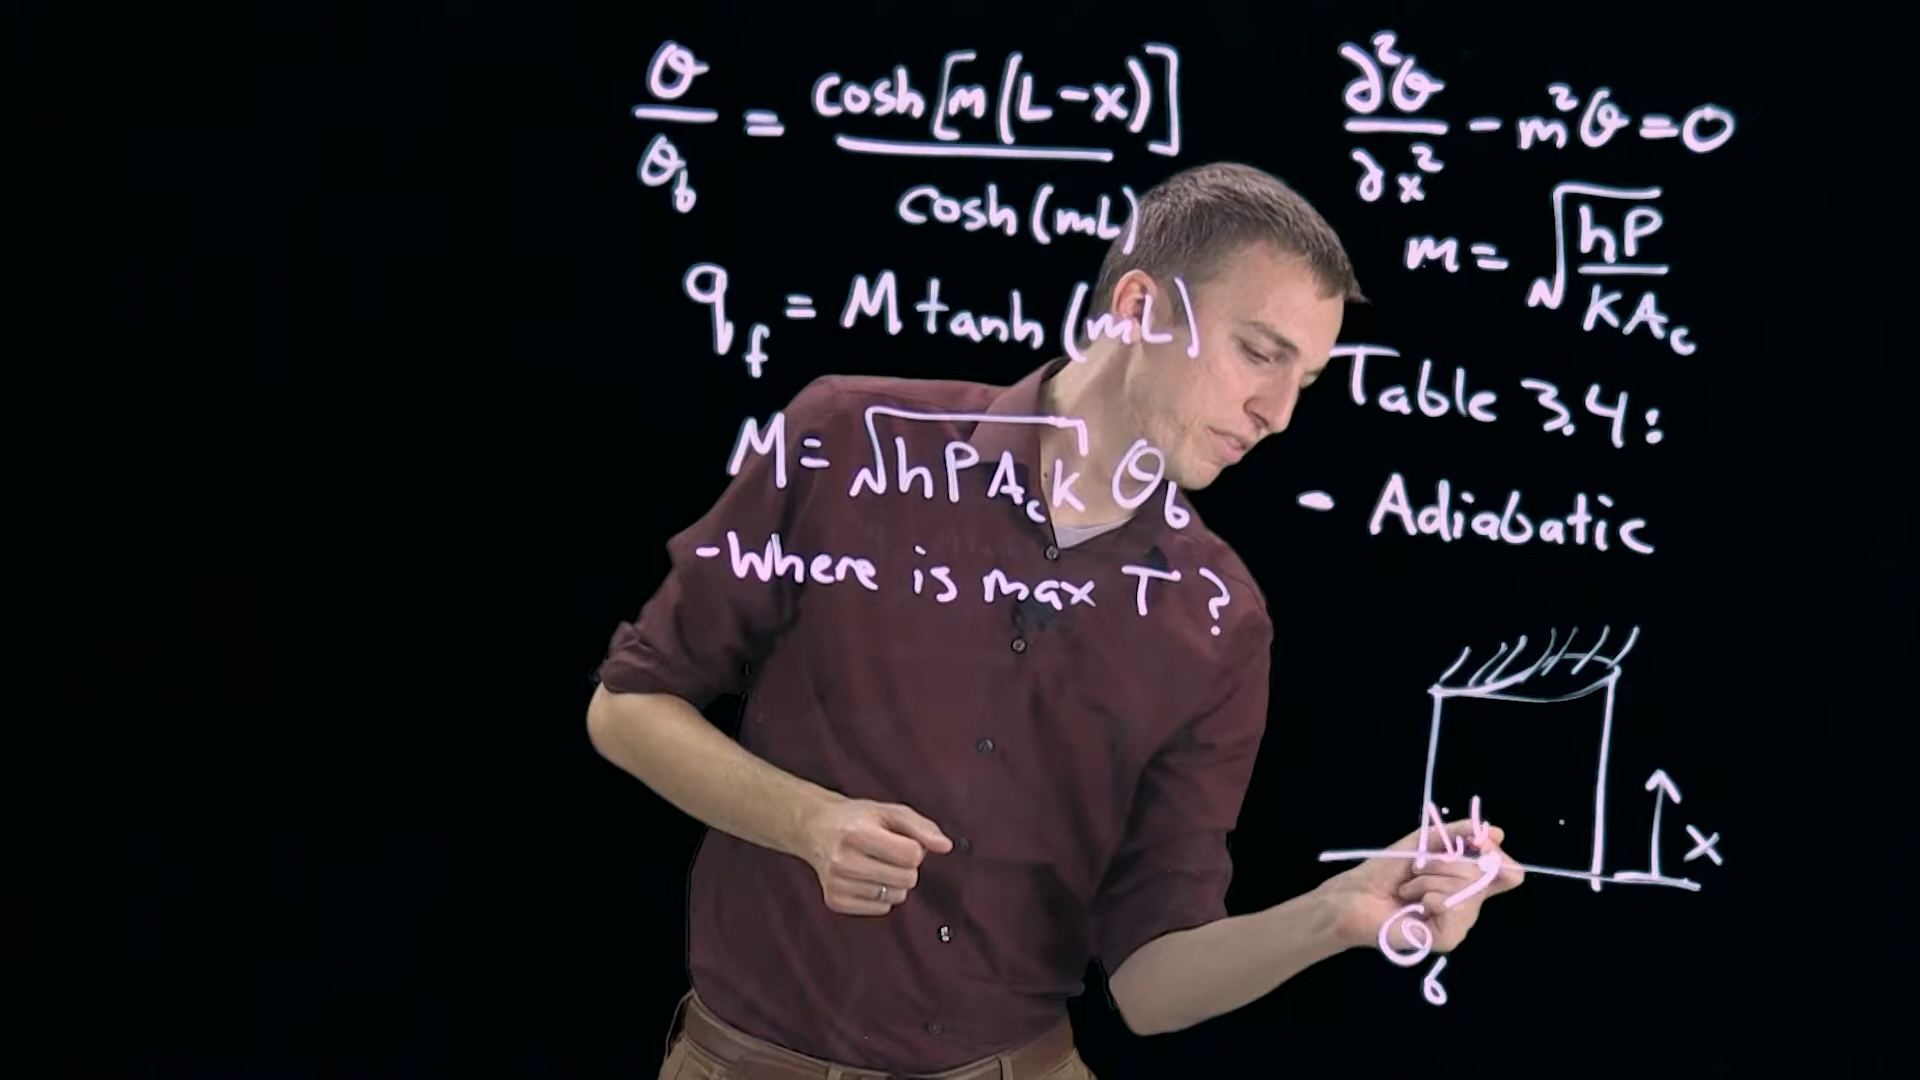 θ/θb = cosh[m(L-x)] / cosh(mL)
qf = M tanh(mL)
M = √hPAck θb
-Where is max T?
∂²θ/∂x² - m²θ = 0
m = √(hP/KAc)
Table 3.4:
- Adiabatic
x
θb